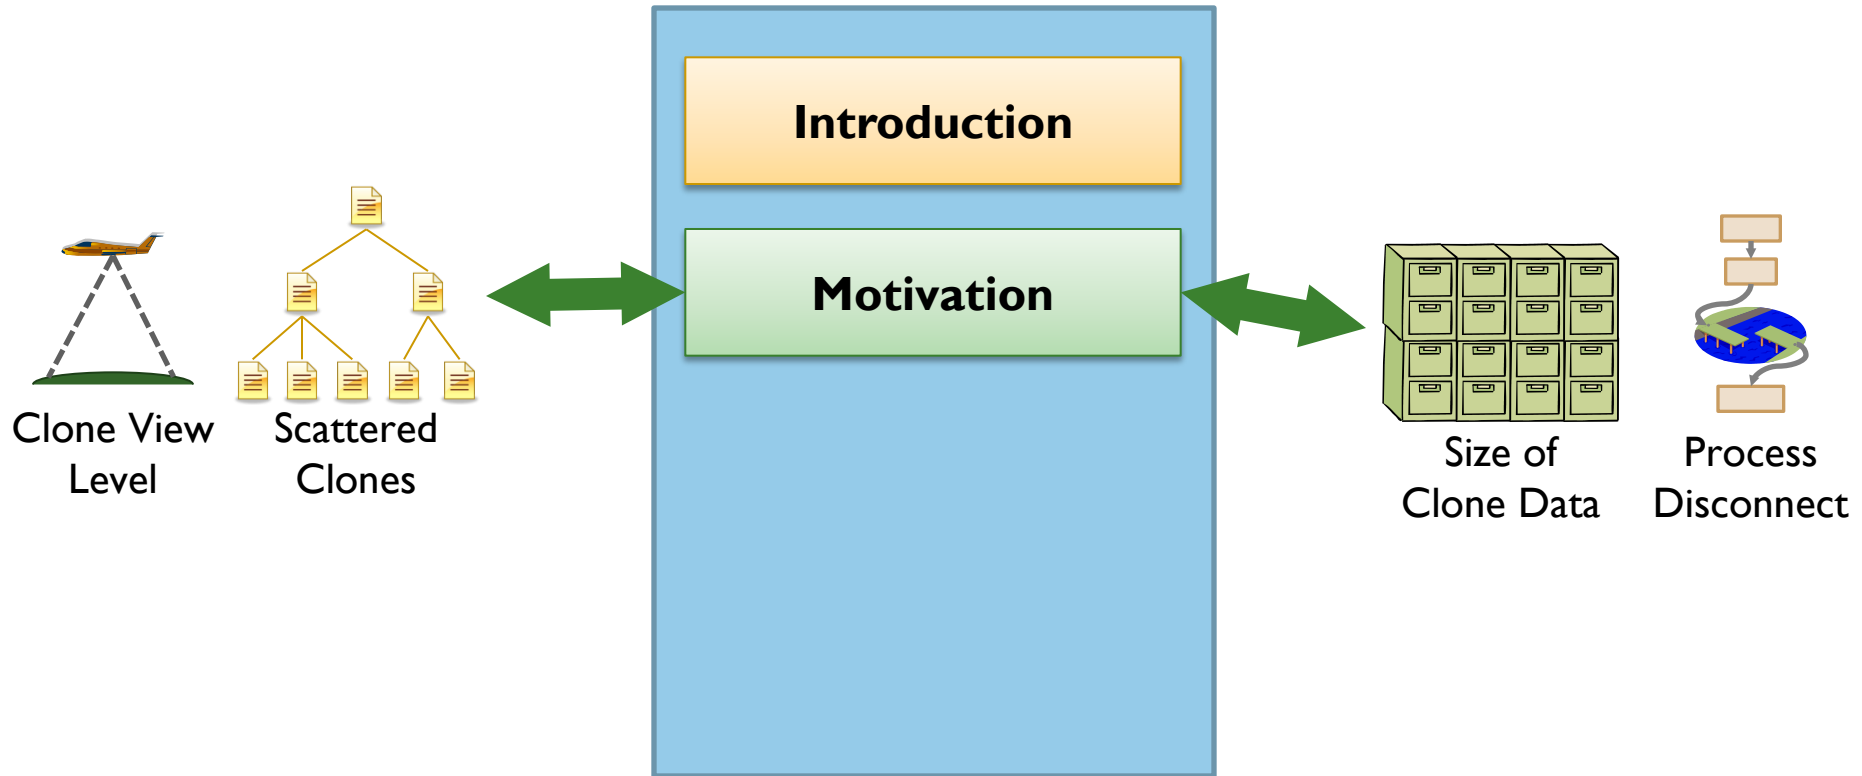 Introduction
Motivation
Clone View
Level
Scattered
Clones
Size of
Clone Data
Process
Disconnect